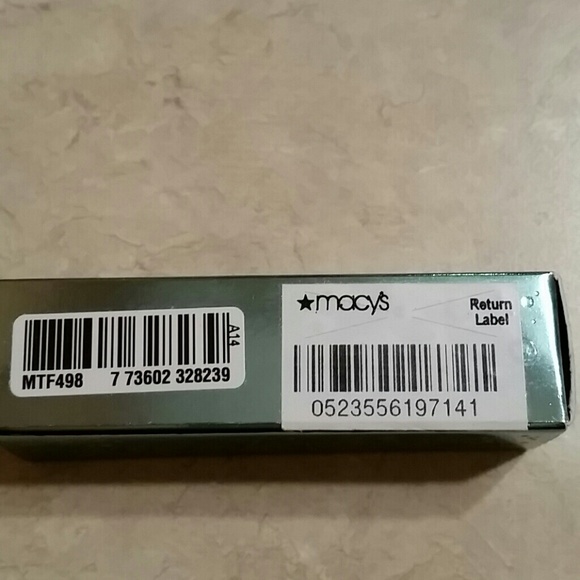 MTF498 7 73602 328239
A14
★macy's
Return
Label
0523556197141